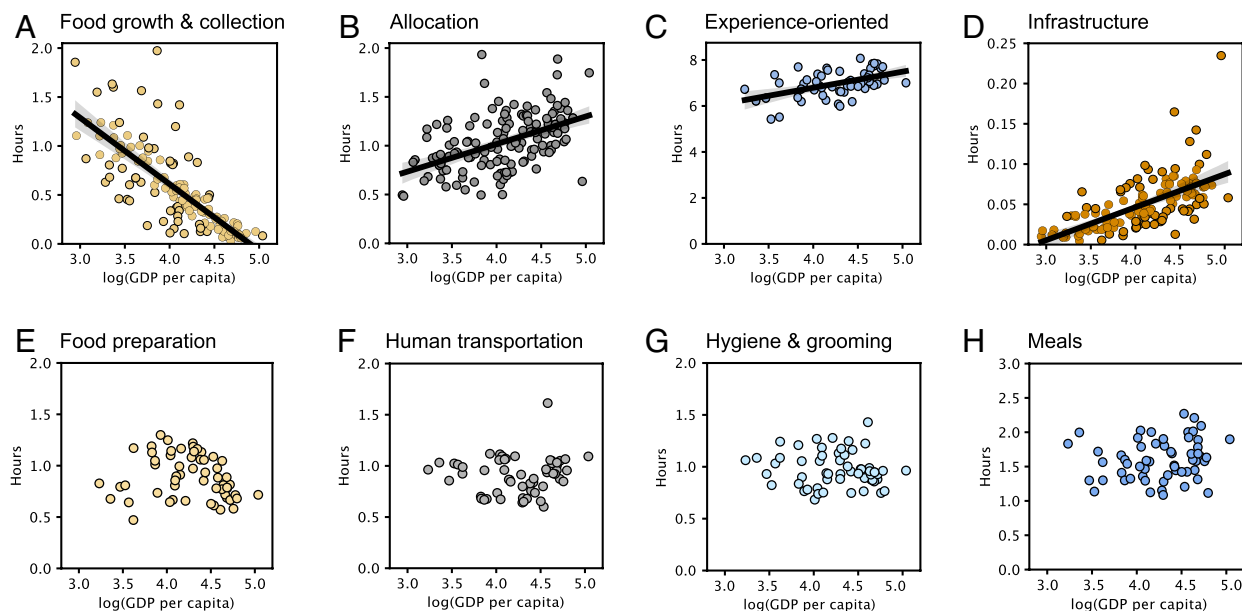 A Food growth & collection
2.0
1.5
1.0
0.5
0.0
Hours
3.0 3.5 4.0 4.5 5.0
log(GDP per capita)
B Allocation
2.0
1.5
1.0
0.5
0.0
Hours
3.0 3.5 4.0 4.5 5.0
log(GDP per capita)
C Experience-oriented
8
6
4
2
0
Hours
3.0 3.5 4.0 4.5 5.0
log(GDP per capita)
D Infrastructure
0.25
0.20
0.15
0.10
0.05
0.00
Hours
3.0 3.5 4.0 4.5 5.0
log(GDP per capita)
E Food preparation
2.0
1.5
1.0
0.5
0.0
Hours
3.0 3.5 4.0 4.5 5.0
log(GDP per capita)
F Human transportation
2.0
1.5
1.0
0.5
0.0
Hours
3.0 3.5 4.0 4.5 5.0
log(GDP per capita)
G Hygiene & grooming
2.0
1.5
1.0
0.5
0.0
Hours
3.0 3.5 4.0 4.5 5.0
log(GDP per capita)
H Meals
3.0
2.5
2.0
1.5
1.0
0.5
0.0
Hours
3.0 3.5 4.0 4.5 5.0
log(GDP per capita)